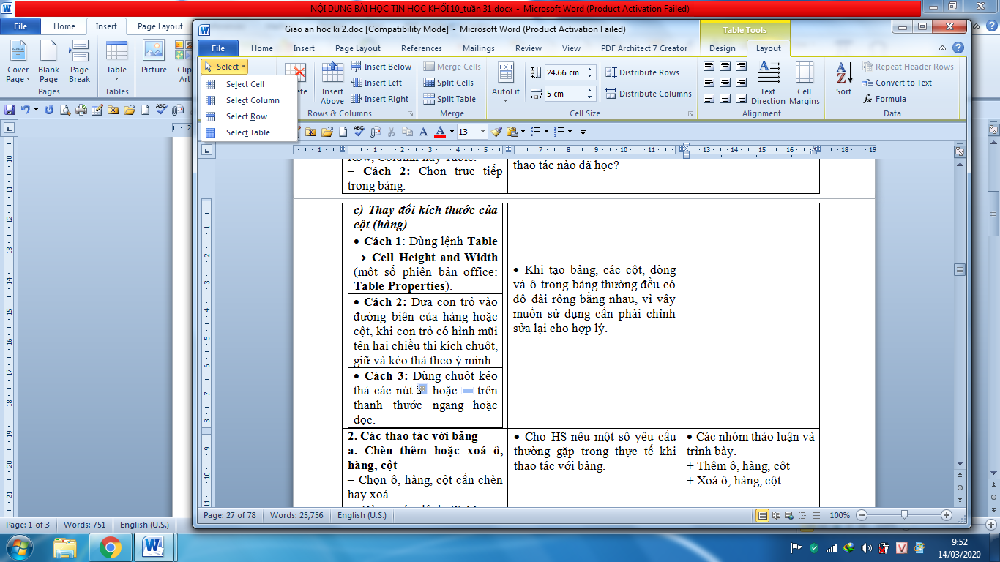 NỘI DUNG BÀI HỌC TIN HỌC KHỐI 10_tuần 31.docx - Microsoft Word (Product Activation Failed)
File Home Insert Page Layout
Cover Page Blank Page Page Break Table Picture Clip Art
Pages Tables
Giao an hoc ki 2.doc [Compatibility Mode] - Microsoft Word (Product Activation Failed)
Table Tools
File Home Insert Page Layout References Mailings Review View PDF Architect 7 Creator Design Layout
Select
Select Cell
Select Column
Select Row
Select Table
Insert Above
Insert Below
Insert Left
Insert Right
Rows & Columns
Merge Cells
Split Cells
Split Table
Merge
AutoFit
24.66 cm
5 cm
Distribute Rows
Distribute Columns
Cell Size
Text Direction
Cell Margins
Alignment
Sort
Repeat Header Rows
Convert to Text
Formula
Data
13
– Cách 2: Chọn trực tiếp
trong bảng.
thao tác nào đã học?
c) Thay đổi kích thước của
cột (hàng)
• Cách 1: Dùng lệnh Table
→ Cell Height and Width
(một số phiên bản office:
Table Properties).
• Cách 2: Đưa con trỏ vào
đường biên của hàng hoặc
cột, khi con trỏ có hình mũi
tên hai chiều thì kích chuột,
giữ và kéo thả theo ý mình.
• Cách 3: Dùng chuột kéo
thả các nút hoặc trên
thanh thước ngang hoặc
dọc.
• Khi tạo bảng, các cột, dòng
và ô trong bảng thường đều có
độ dài rộng bằng nhau, vì vậy
muốn sử dụng cần phải chỉnh
sửa lại cho hợp lý.
2. Các thao tác với bảng
a. Chèn thêm hoặc xoá ô,
hàng, cột
– Chọn ô, hàng, cột cần chèn
hay xoá.
• Cho HS nêu một số yêu cầu
thường gặp trong thực tế khi
thao tác với bảng.
• Các nhóm thảo luận và
trình bày.
+ Thêm ô, hàng, cột
+ Xoá ô, hàng, cột
Page: 27 of 78 Words: 25,756 English (U.S.) 100%
Page: 1 of 3 Words: 751 English (U.S.)
9:52
14/03/2020